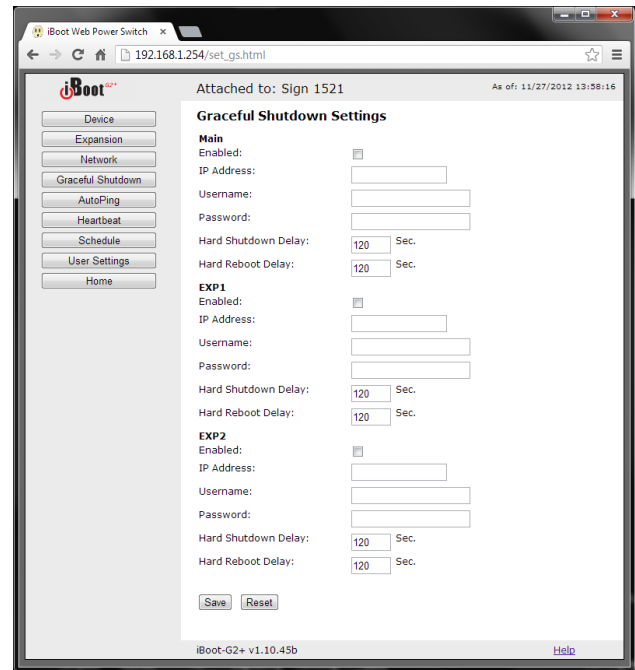 iBoot Web Power Switch
192.168.1.254/set_gs.html
iBoot G2+
Attached to: Sign 1521
As of: 11/27/2012 13:58:16
Device
Expansion
Network
Graceful Shutdown
AutoPing
Heartbeat
Schedule
User Settings
Home
Graceful Shutdown Settings
Main
Enabled:
IP Address:
Username:
Password:
Hard Shutdown Delay: 120 Sec.
Hard Reboot Delay: 120 Sec.
EXP1
Enabled:
IP Address:
Username:
Password:
Hard Shutdown Delay: 120 Sec.
Hard Reboot Delay: 120 Sec.
EXP2
Enabled:
IP Address:
Username:
Password:
Hard Shutdown Delay: 120 Sec.
Hard Reboot Delay: 120 Sec.
Save Reset
iBoot-G2+ v1.10.45b Help